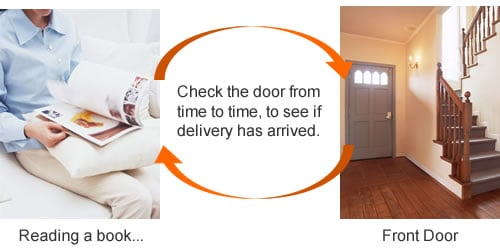 Check the door from
time to time, to see if
delivery has arrived.
Reading a book...
Front Door